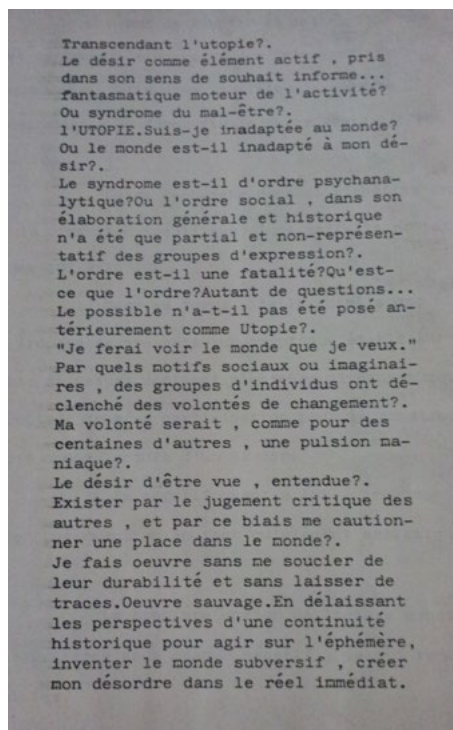 Transcendant l'utopie?.
Le désir comme élément actif , pris
dans son sens de souhait informe...
fantasmatique moteur de l'activité?
Ou syndrome du mal-être?.
l'UTOPIE.Suis-je inadaptée au monde?
Ou le monde est-il inadapté à mon dé-
sir?.
Le syndrome est-il d'ordre psychana-
lytique?Ou l'ordre social , dans son
élaboration générale et historique
n'a été que partial et non-représen-
tatif des groupes d'expression?.
L'ordre est-il une fatalité?Qu'est-
ce que l'ordre?Autant de questions...
Le possible n'a-t-il pas été posé an-
térieurement comme Utopie?.
"Je ferai voir le monde que je veux."
Par quels motifs sociaux ou imaginai-
res , des groupes d'individus ont dé-
clenché des volontés de changement?.
Ma volonté serait , comme pour des
centaines d'autres , une pulsion ma-
niaque?.
Le désir d'être vue , entendue?.
Exister par le jugement critique des
autres , et par ce biais me caution-
ner une place dans le monde?.
Je fais oeuvre sans me soucier de
leur durabilité et sans laisser de
traces.Oeuvre sauvage.En délaissant
les perspectives d'une continuité
historique pour agir sur l'éphémère,
inventer le monde subversif , créer
mon désordre dans le réel immédiat.